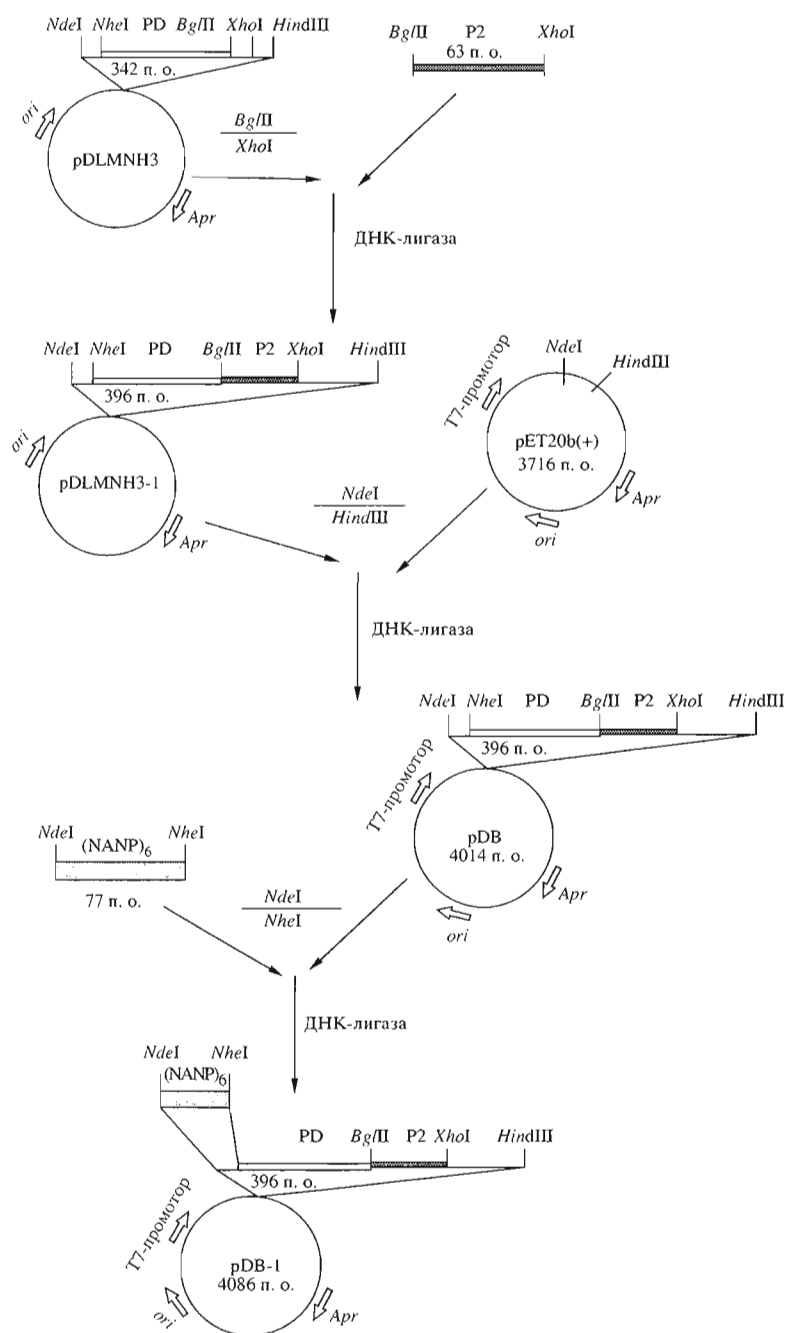 NdeI NheI PD BglII XhoI HindIII
342 п. о.
BglII P2 XhoI
63 п. о.
ori
pDLMNH3
Apr
BglII
XhoI
ДНК-лигаза
NdeI NheI PD BglII P2 XhoI HindIII
396 п. о.
ori
pDLMNH3-1
Apr
NdeI
HindIII
T7-промотор
NdeI
HindIII
pET20b(+)
3716 п. о.
Apr
ori
ДНК-лигаза
NdeI NheI PD BglII P2 XhoI HindIII
396 п. о.
T7-промотор
pDB
4014 п. о.
Apr
ori
NdeI NheI
(NANP)6
77 п. о.
NdeI
NheI
ДНК-лигаза
NdeI NheI
(NANP)6
PD BglII P2 XhoI HindIII
396 п. о.
T7-промотор
pDB-1
4086 п. о.
ori
Apr